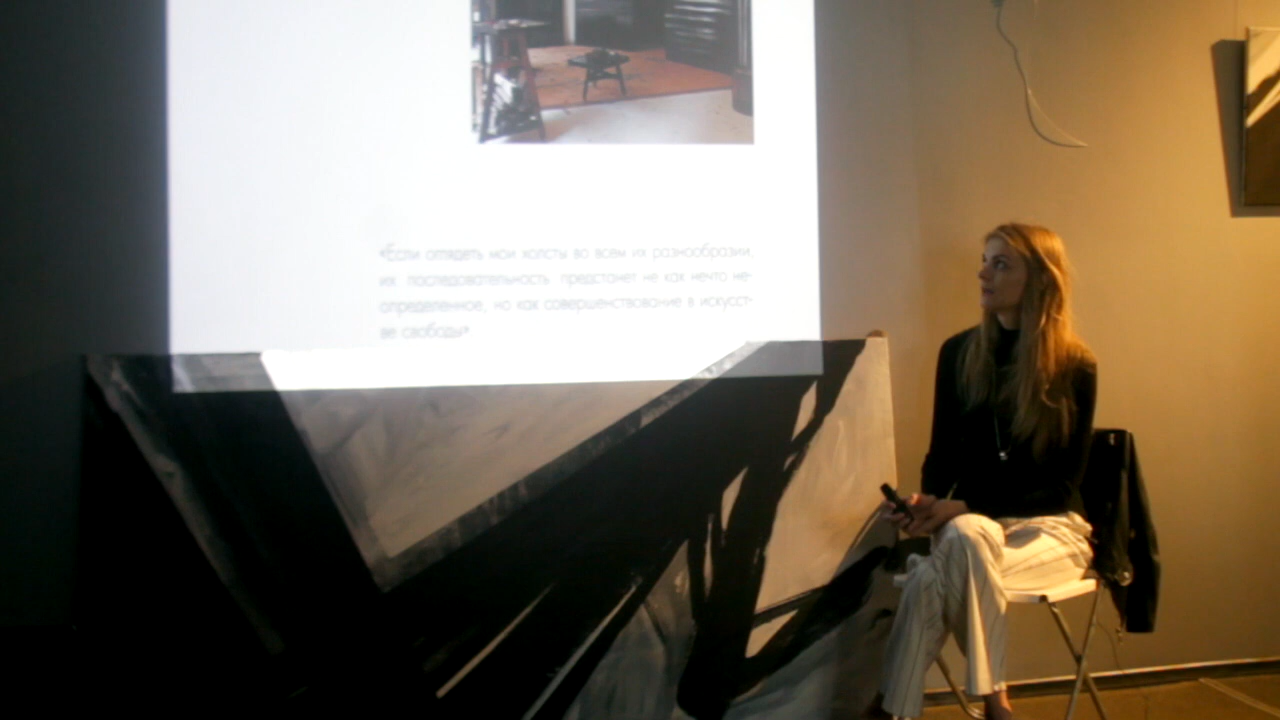 «Если оглядеть мои холсты во всем их разнообразии,
их последовательность предстанет не как нечто не-
определенное, но как совершенствование в искусст-
ве свободы»